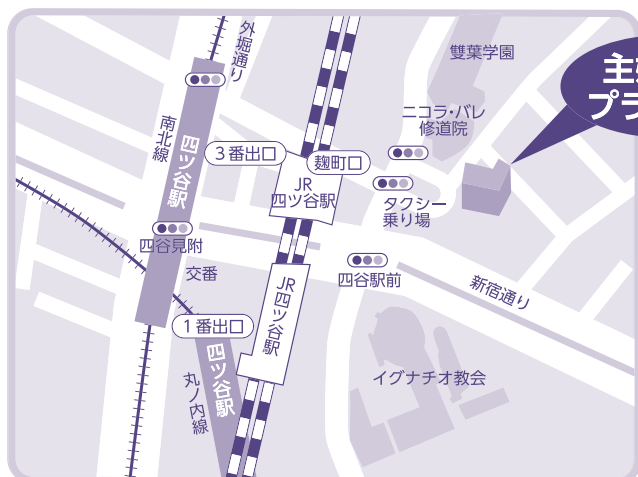 外堀通り
雙葉学園
主
プラ
ニコラ・バレ
修道院
南北線
四ツ谷駅
3番出口
麹町口
JR
四ツ谷駅
タクシー
乗り場
四谷見附
交番
四谷駅前
新宿通り
JR四ツ谷駅
1番出口
四ツ谷駅
丸ノ内線
イグナチオ教会